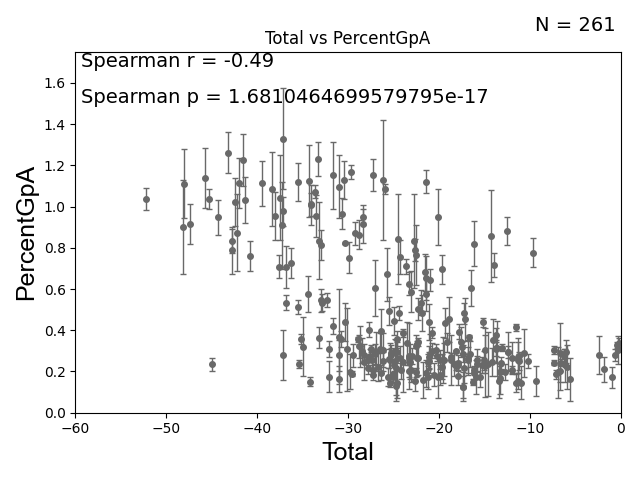 N = 261
Total vs PercentGpA
Spearman r = -0.49
Spearman p = 1.6810464699579795e-17
PercentGpA
1.6
1.4
1.2
1.0
0.8
0.6
0.4
0.2
0.0
−60 −50 −40 −30 −20 −10 0
Total